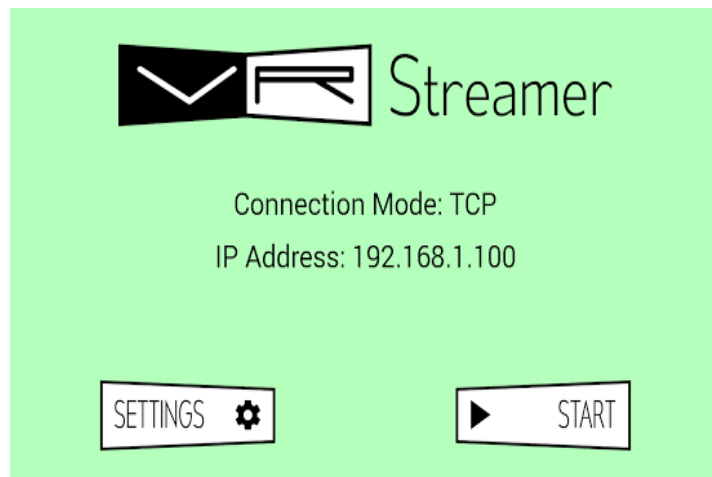 VR Streamer
Connection Mode: TCP
IP Address: 192.168.1.100
SETTINGS
START